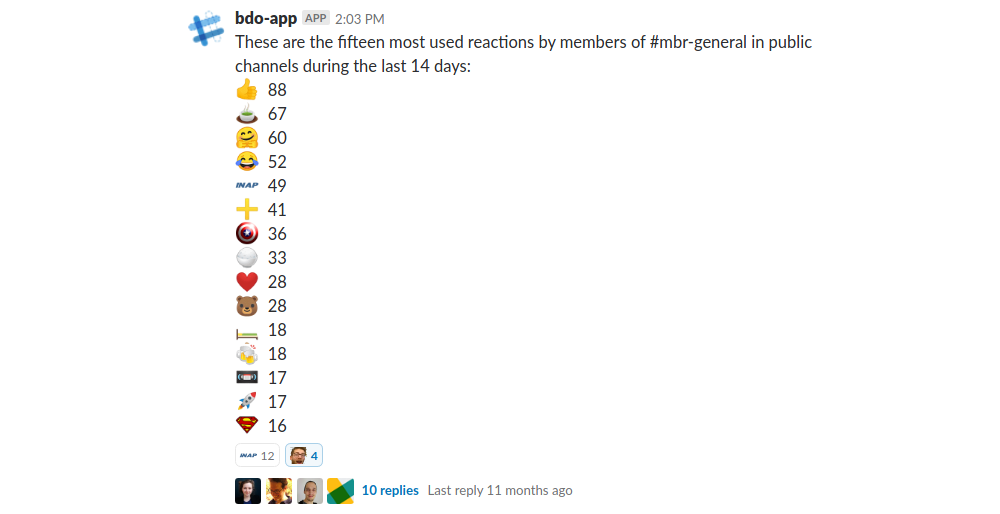 bdo-app APP 2:03 PM
These are the fifteen most used reactions by members of #mbr-general in public
channels during the last 14 days:
88
67
60
52
INAP 49
41
36
33
28
28
18
18
17
17
16
INAP 12 4
10 replies Last reply 11 months ago